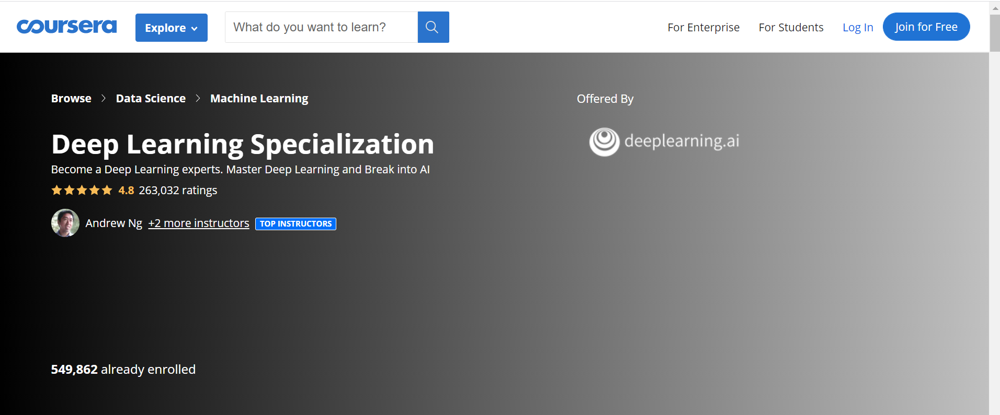 coursera
Explore
What do you want to learn?
For Enterprise
For Students
Log In
Join for Free
Browse > Data Science > Machine Learning
Offered By
Deep Learning Specialization
deeplearning.ai
Become a Deep Learning experts. Master Deep Learning and Break into AI
4.8 263,032 ratings
Andrew Ng +2 more instructors TOP INSTRUCTORS
549,862 already enrolled